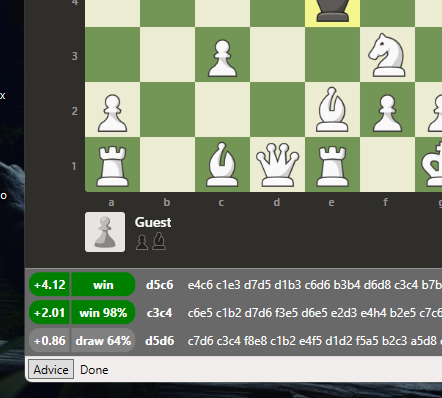 4
3
x
2
1
o
a b c d e f g
Guest
+4.12 win d5c6 e4c6 c1e3 d7d5 d1b3 c6d6 b3b4 d6d8 c3c4 b7b
+2.01 win 98% c3c4 c6e5 c1b2 d7d6 f3e5 d6e5 e2d3 e4h4 b2e5 c7c6
+0.86 draw 64% d5d6 c7d6 c3c4 f8e8 c1b2 e4f5 d1d2 f5a5 b2c3 a5d8
Advice Done